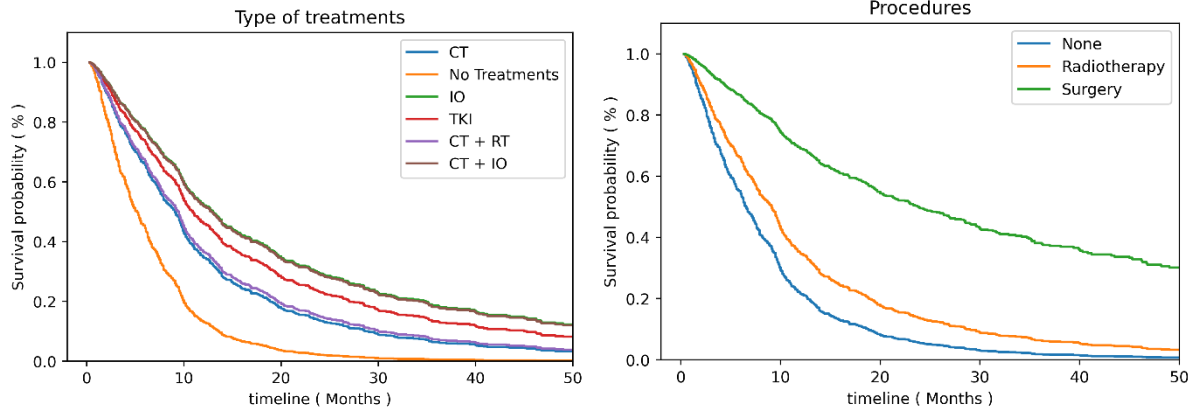 Type of treatments
Survival probability ( % )
1.0
0.8
0.6
0.4
0.2
0.0
CT
No Treatments
IO
TKI
CT + RT
CT + IO
0
10
20
30
40
50
timeline ( Months )
Procedures
Survival probability ( % )
1.0
0.8
0.6
0.4
0.2
0.0
None
Radiotherapy
Surgery
0
10
20
30
40
50
timeline ( Months )